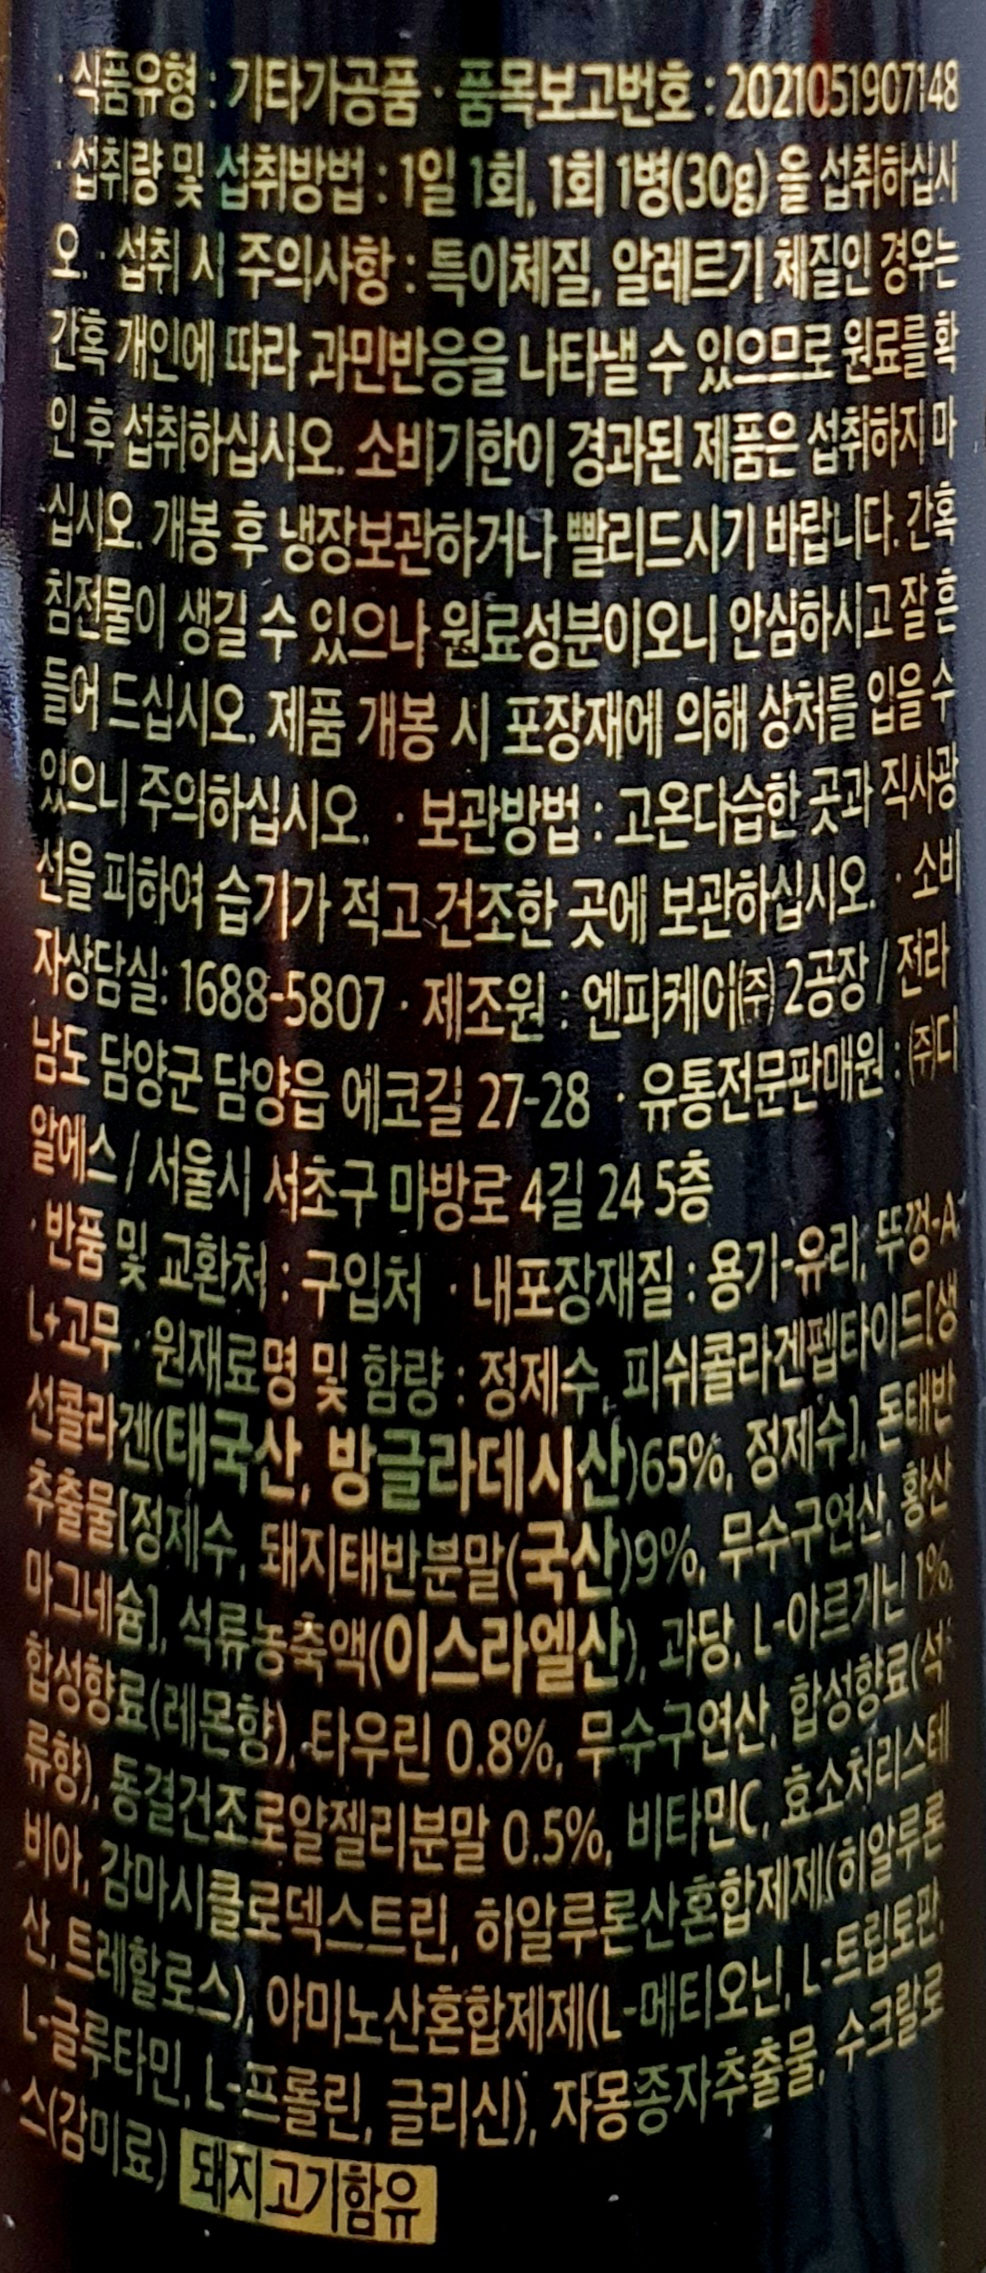 · 식품유형 : 기타가공품 · 품목보고번호 : 2021051907148
· 섭취량 및 섭취방법 : 1일 1회, 1회 1병(30g) 을 섭취하십시
오. · 섭취 시 주의사항 : 특이체질, 알레르기 체질인 경우는
간혹 개인에 따라 과민반응을 나타낼 수 있으므로 원료를 확
인 후 섭취하십시오. 소비기한이 경과된 제품은 섭취하지 마
십시오. 개봉 후 냉장보관하거나 빨리드시기 바랍니다. 간혹
침전물이 생길 수 있으나 원료성분이오니 안심하시고 잘 흔
들어 드십시오. 제품 개봉 시 포장재에 의해 상처를 입을 수
있으니 주의하십시오. · 보관방법 : 고온다습한 곳과 직사광
선을 피하여 습기가 적고 건조한 곳에 보관하십시오. · 소비
자상담실: 1688-5807 · 제조원 : 엔피케이㈜ 2공장 / 전라
남도 담양군 담양읍 에코길 27-28 · 유통전문판매원 : ㈜디
알에스 / 서울시 서초구 마방로 4길 24 5층
· 반품 및 교환처 : 구입처 · 내포장재질 : 용기-유리, 뚜껑-A
L+고무 · 원재료명 및 함량 : 정제수, 피쉬콜라겐펩타이드[생
선콜라겐(태국산, 방글라데시산)65%, 정제수], 돈태반
추출물[정제수, 돼지태반분말(국산)9%, 무수구연산, 황산
마그네슘], 석류농축액(이스라엘산), 과당, L-아르기닌 1%,
합성향료(레몬향), 타우린 0.8%, 무수구연산, 합성향료(석
류향), 동결건조로얄젤리분말 0.5%, 비타민C, 효소처리스테
비아, 감마시클로덱스트린, 히알루론산혼합제제(히알루론
산, 트레할로스), 아미노산혼합제제(L-메티오닌, L-트립토판,
L-글루타민, L-프롤린, 글리신), 자몽종자추출물, 수크랄로
스(감미료) 돼지고기함유